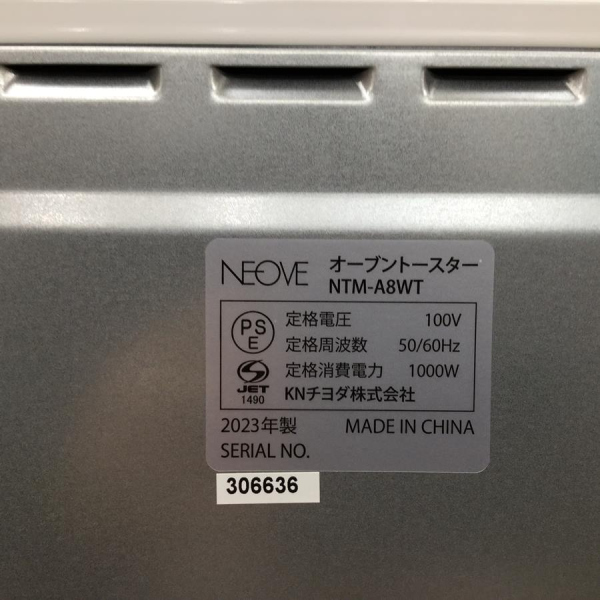 NEOVE オーブントースター
NTM-A8WT
PS
E
定格電圧 100V
定格周波数 50/60Hz
定格消費電力 1000W
JET
1490
KNチヨダ株式会社
2023年製 MADE IN CHINA
SERIAL NO.
306636